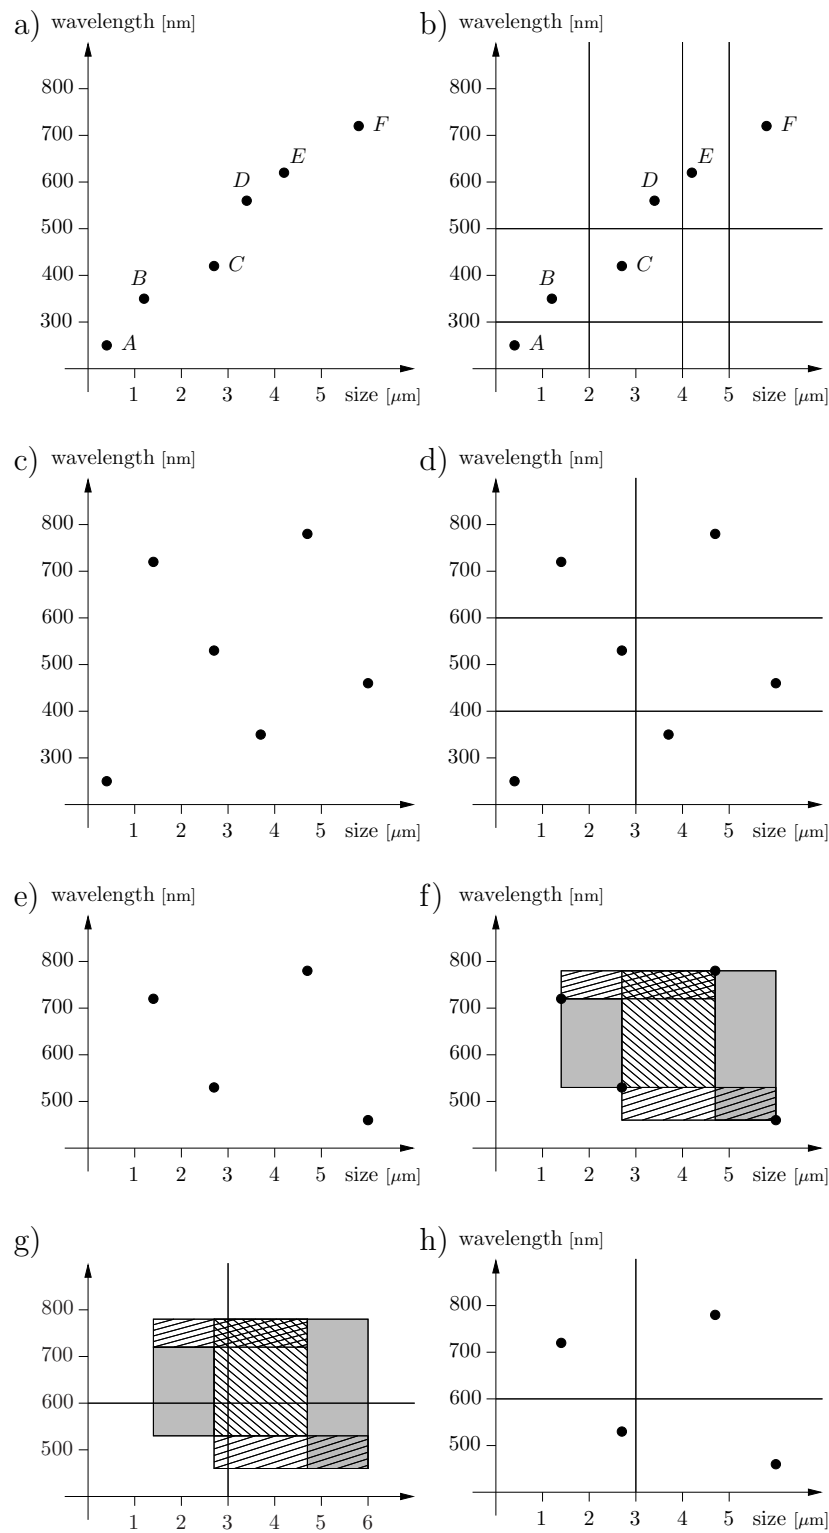 a) wavelength [nm]
800
700
600
500
400
300
A
B
C
D
E
F
1 2 3 4 5 size [μm]
b) wavelength [nm]
800
700
600
500
400
300
A
B
C
D
E
F
1 2 3 4 5 size [μm]
c) wavelength [nm]
800
700
600
500
400
300
1 2 3 4 5 size [μm]
d) wavelength [nm]
800
700
600
500
400
300
1 2 3 4 5 size [μm]
e) wavelength [nm]
800
700
600
500
1 2 3 4 5 size [μm]
f) wavelength [nm]
800
700
600
500
1 2 3 4 5 size [μm]
g)
800
700
600
500
1 2 3 4 5 6
h) wavelength [nm]
800
700
600
500
1 2 3 4 5 size [μm]